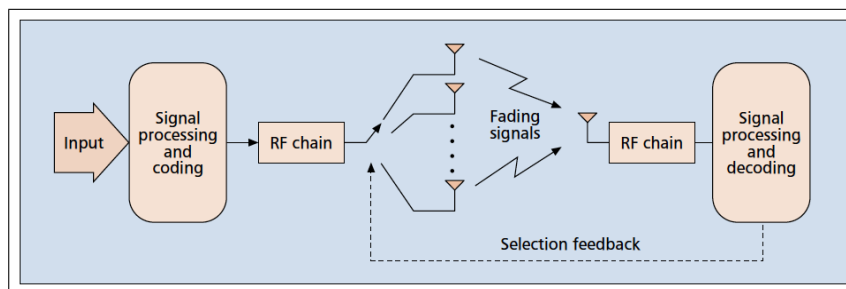 Input
Signal
processing
and
coding
RF chain
Fading
signals
RF chain
Signal
processing
and
decoding
Selection feedback